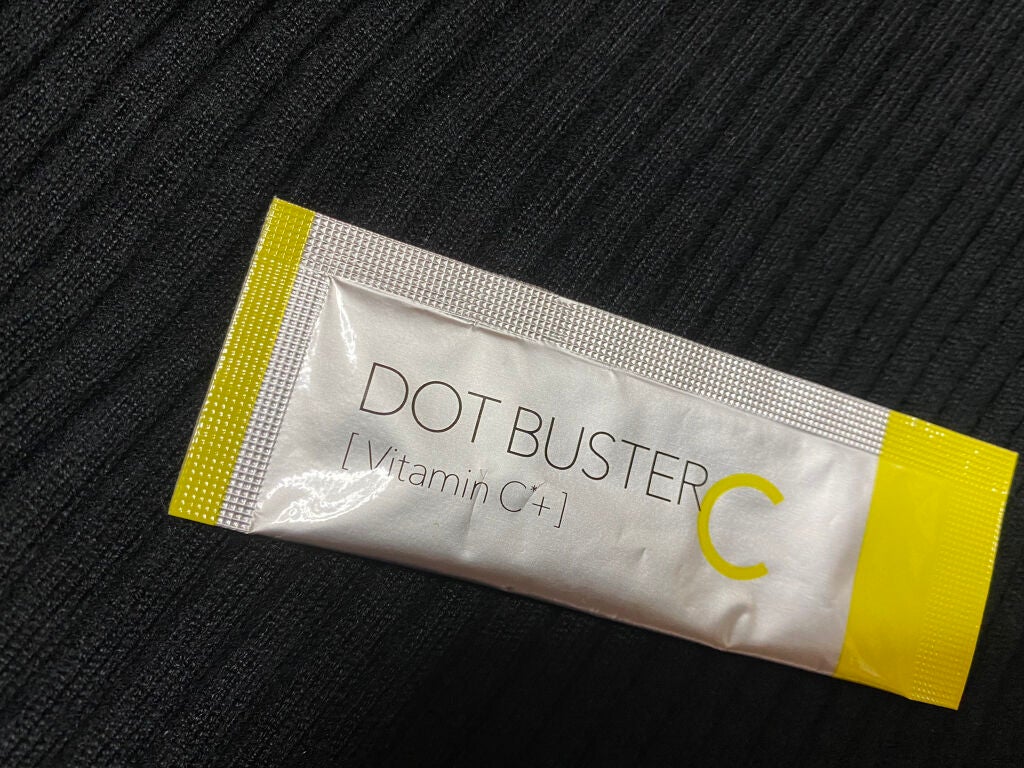 DOT BUSTER C
[Vitamin C*+]